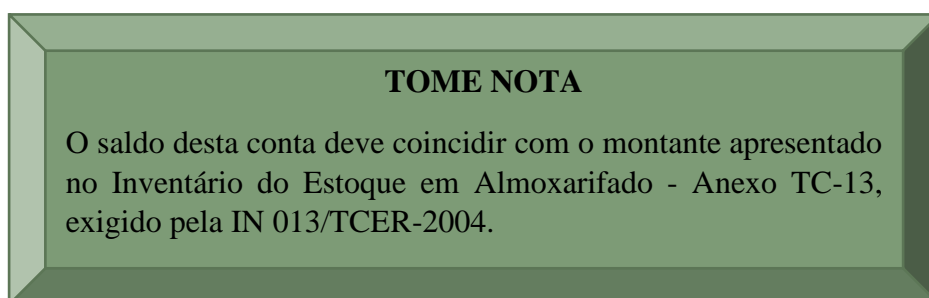 TOME NOTA
O saldo desta conta deve coincidir com o montante apresentado
no Inventário do Estoque em Almoxarifado - Anexo TC-13,
exigido pela IN 013/TCER-2004.